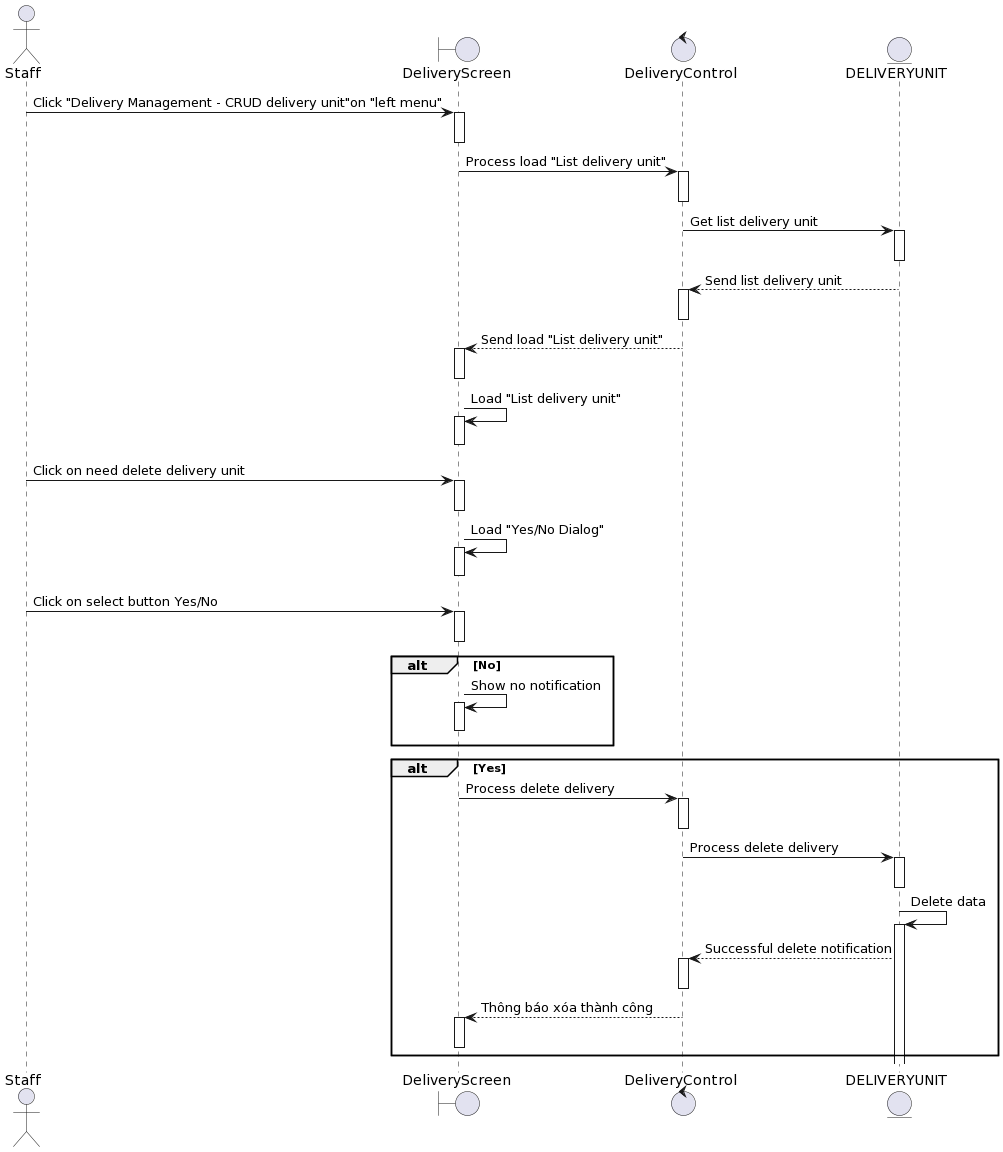 Staff
DeliveryScreen
DeliveryControl
DELIVERYUNIT
Click "Delivery Management - CRUD delivery unit"on "left menu"
Process load "List delivery unit"
Get list delivery unit
Send list delivery unit
Send load "List delivery unit"
Load "List delivery unit"
Click on need delete delivery unit
Load "Yes/No Dialog"
Click on select button Yes/No
alt [No]
Show no notification
alt [Yes]
Process delete delivery
Process delete delivery
Delete data
Successful delete notification
Thông báo xóa thành công
Staff
DeliveryScreen
DeliveryControl
DELIVERYUNIT